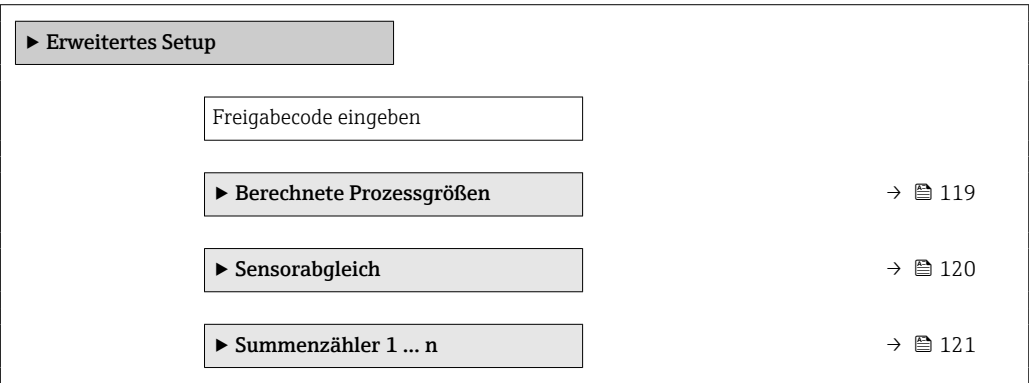 ▶ Erweitertes Setup
Freigabecode eingeben
▶ Berechnete Prozessgrößen → 119
▶ Sensorabgleich → 120
▶ Summenzähler 1 … n → 121